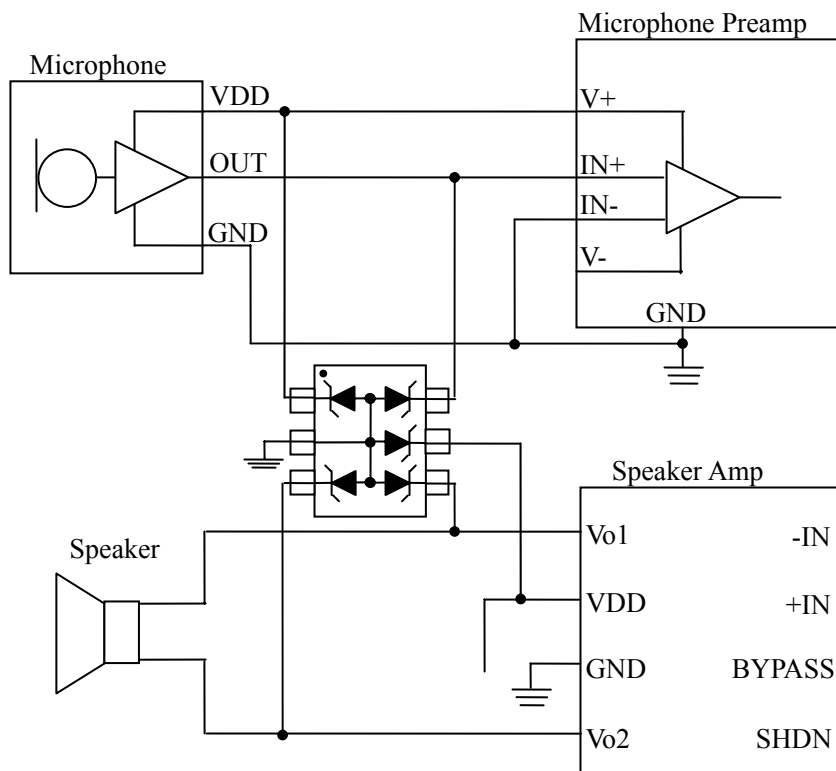 Microphone Preamp
Microphone
VDD
V+
OUT
IN+
IN-
GND
V-
GND
Speaker Amp
Speaker
Vo1
-IN
VDD
+IN
GND
BYPASS
Vo2
SHDN